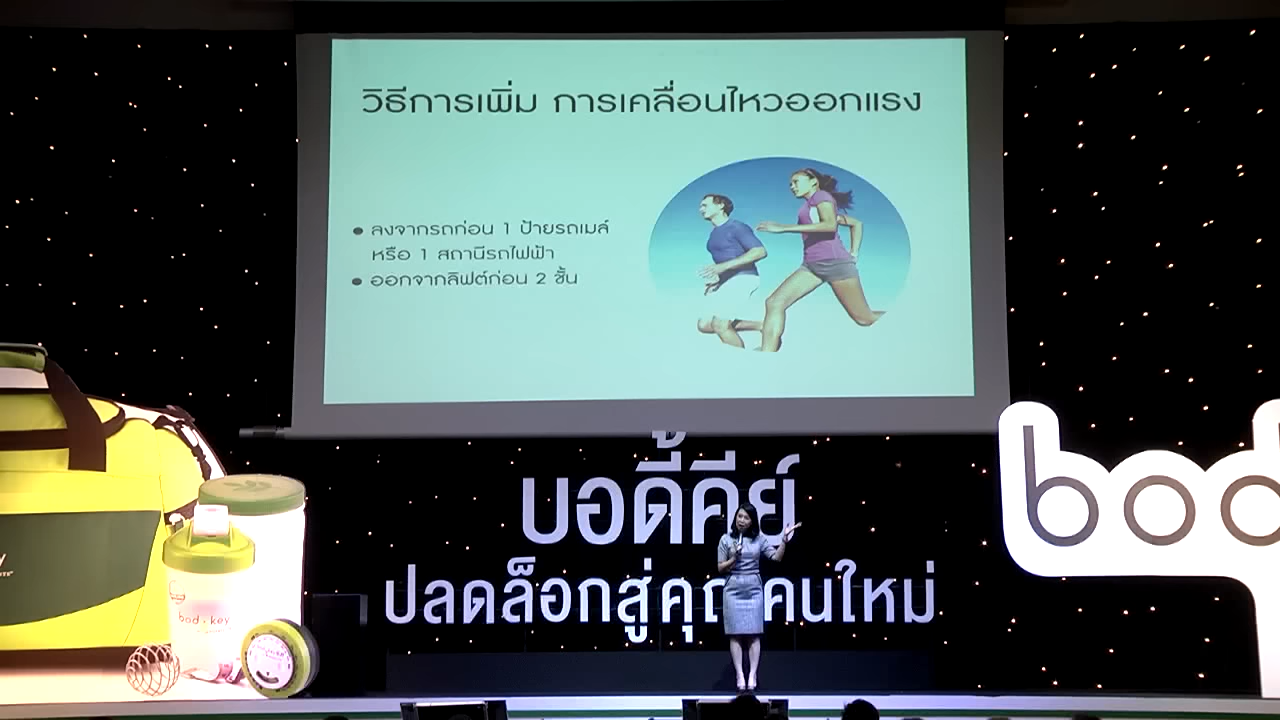 วิธีการเพิ่ม การเคลื่อนไหวออกแรง
● ลงจากรถก่อน 1 ป้ายรถเมล์
หรือ 1 สถานีรถไฟฟ้า
● ออกจากลิฟต์ก่อน 2 ชั้น
บอดี้คีย์
ปลดล็อกสู่คุณคนใหม่
bod
bod•key